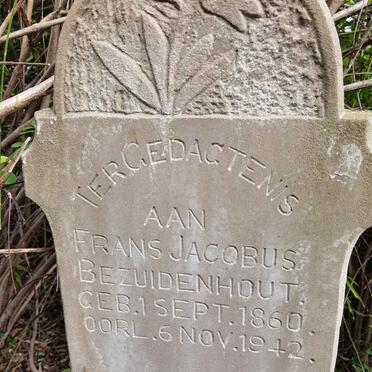 TER GEDACTENIS
AAN
FRANS JACOBUS
BEZUIDENHOUT.
GEB. 1 SEPT. 1860.
OORL. 6 NOV. 1942.